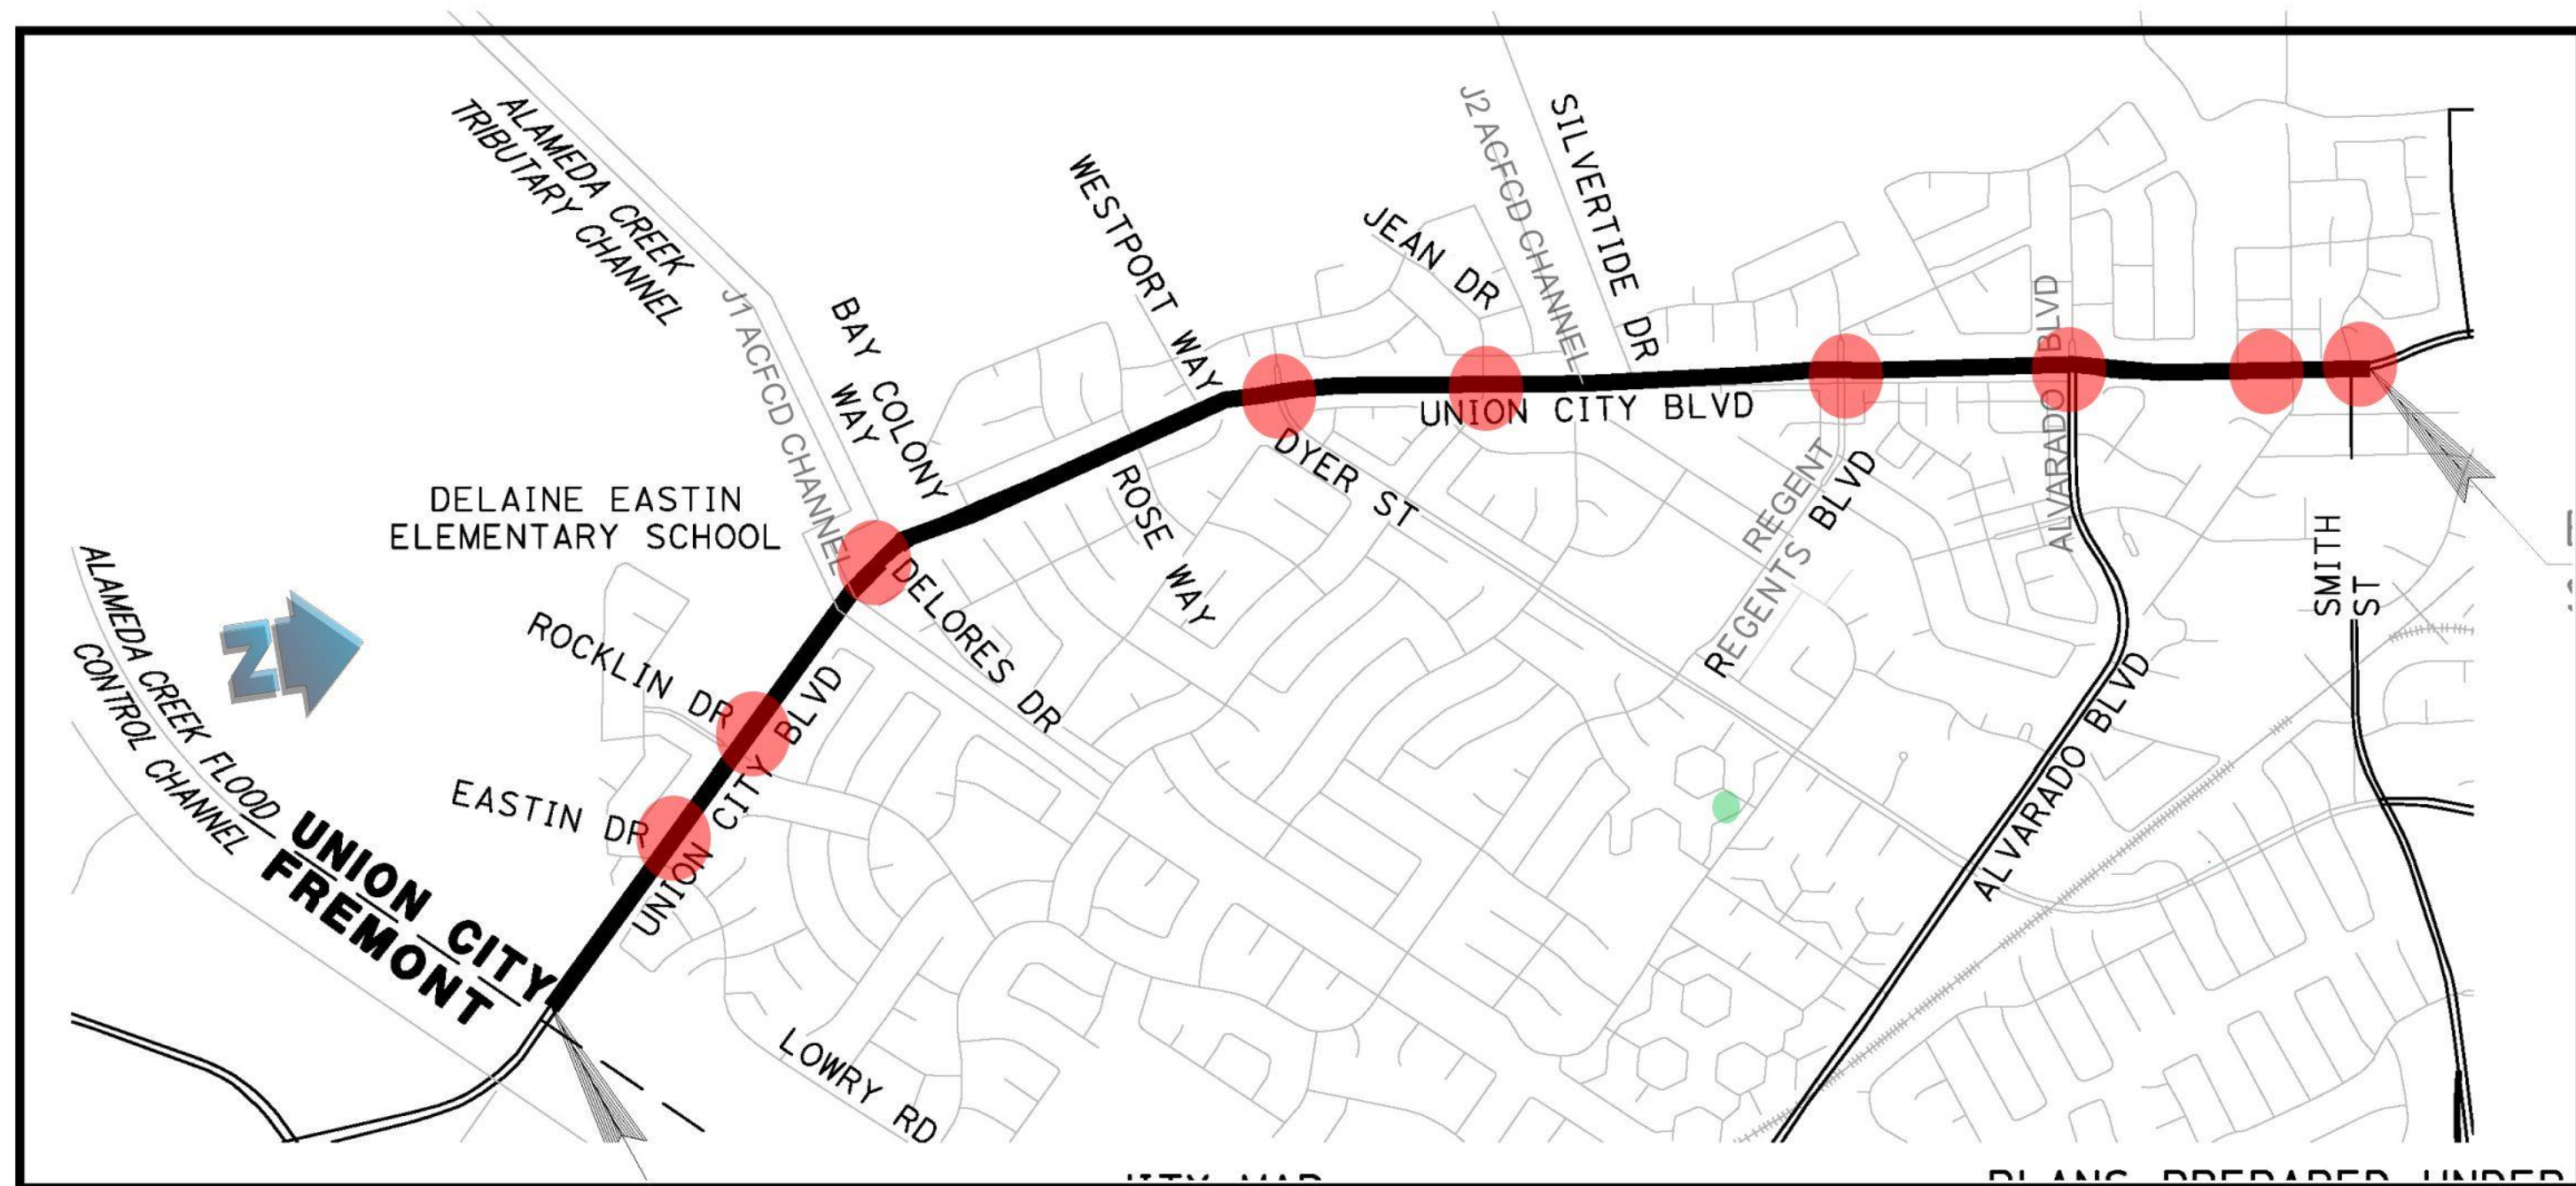 ALAMEDA CREEK
TRIBUTARY CHANNEL
J1 ACFCD CHANNEL
BAY COLONY
WAY
WESTPORT WAY
JEAN DR
J2 ACFCD CHANNEL
SILVERTIDE DR
UNION CITY BLVD
DYER ST
ROSE WAY
REGENT
REGENTS BLVD
ALVARADO BLVD
ALVARADO BLVD
SMITH
ST
DELAINE EASTIN
ELEMENTARY SCHOOL
DELORES DR
ROCKLIN DR
EASTIN DR
UNION CITY BLVD
Z
ALAMEDA CREEK FLOOD
CONTROL CHANNEL
UNION CITY
FREMONT
LOWRY RD
PLANS PREPARED UNDER